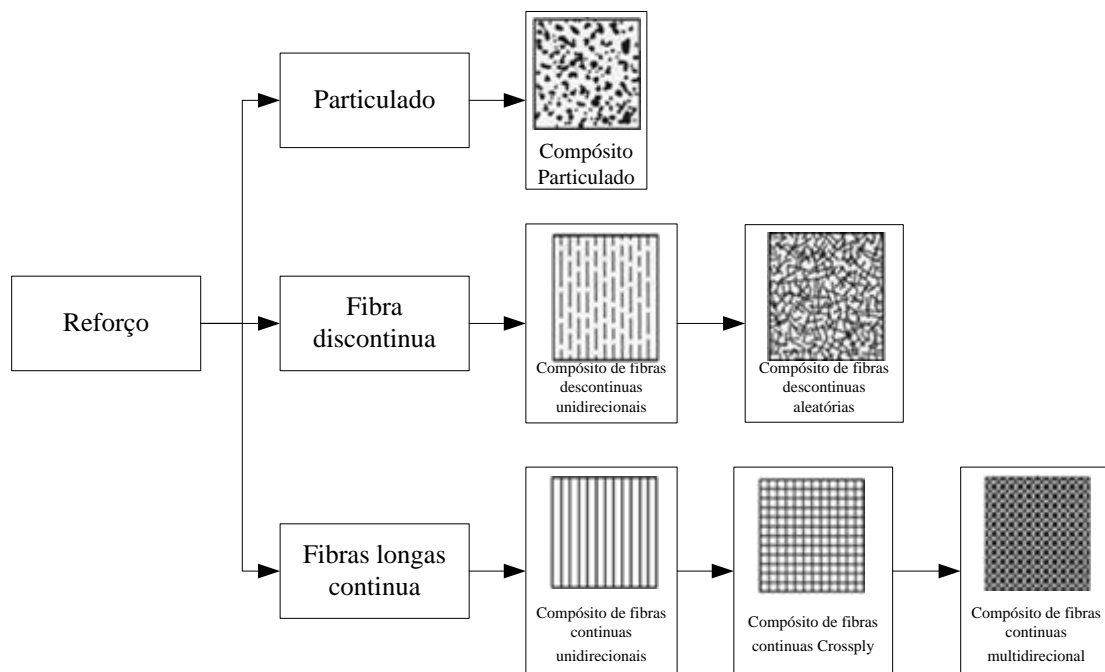 Particulado
Compósito
Particulado
Reforço
Fibra
discontinua
Compósito de fibras
descontinuas
unidirecionais
Compósito de fibras
descontinuas
aleatórias
Fibras longas
continua
Compósito de fibras
continuas
unidirecionais
Compósito de fibras
continuas Crossply
Compósito de fibras
continuas
multidirecional